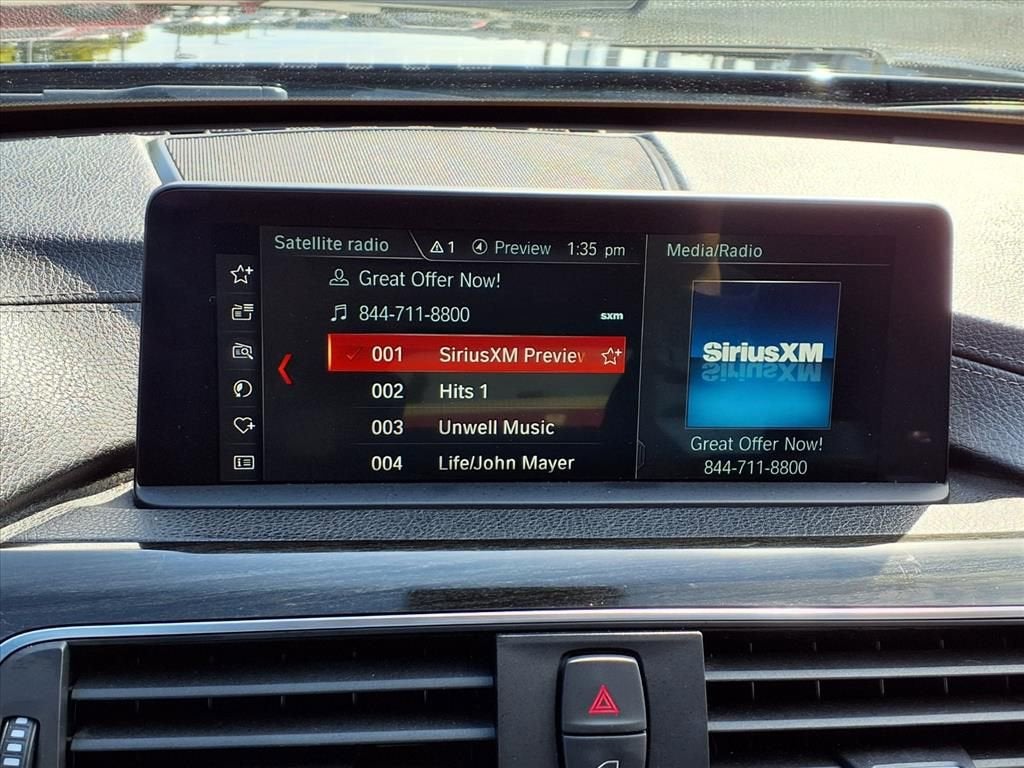 Satellite radio
1 Preview 1:35 pm
Media/Radio
Great Offer Now!
844-711-8800
sxm
001 SiriusXM Preview
002 Hits 1
003 Unwell Music
004 Life/John Mayer
SiriusXM
Great Offer Now!
844-711-8800